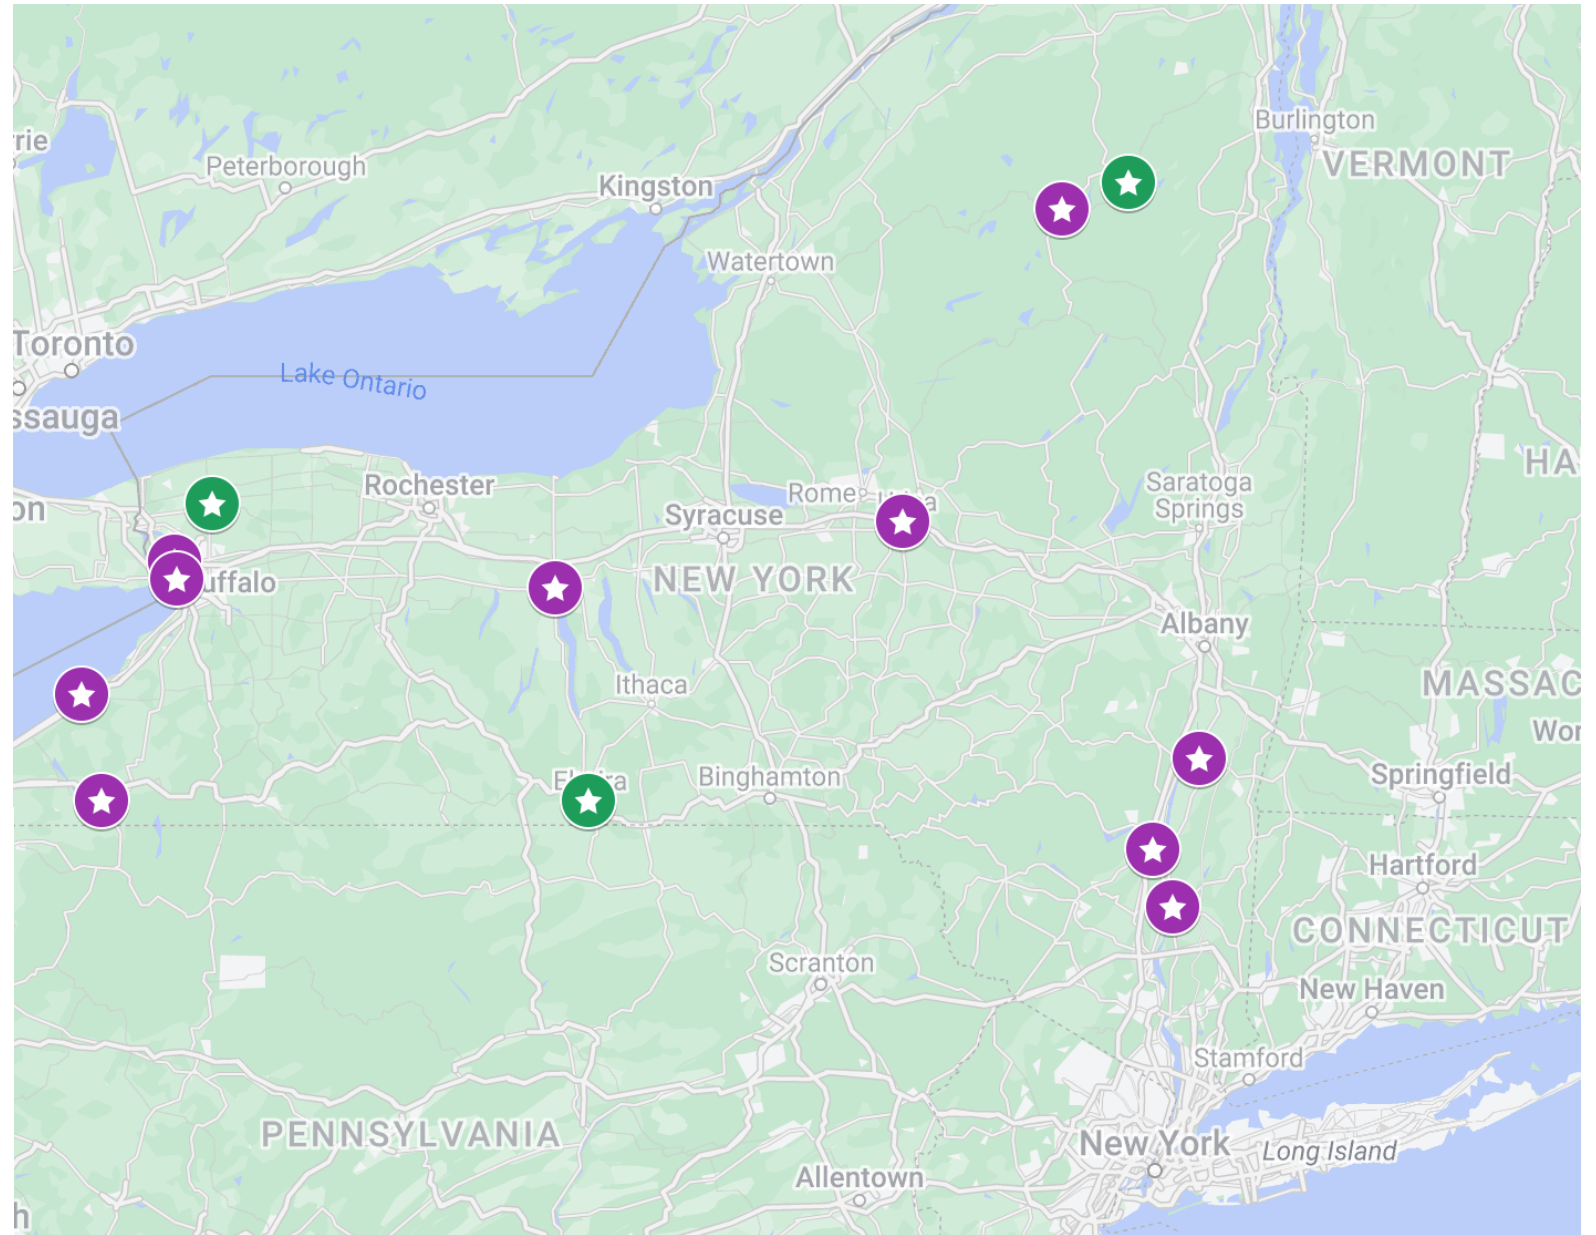 Burlington
rie
VERMONT
Peterborough
Kingston
Watertown
Toronto
Lake Ontario
ssauga
HA
Rochester
Saratoga
Springs
Rome
on
Syracuse
uffalo
NEW YORK
Albany
Ithaca
MASSAC
Wor
Springfield
Binghamton
Hartford
CONNECTICUT
Scranton
New Haven
Stamford
PENNSYLVANIA
New York
Long Island
Allentown
h